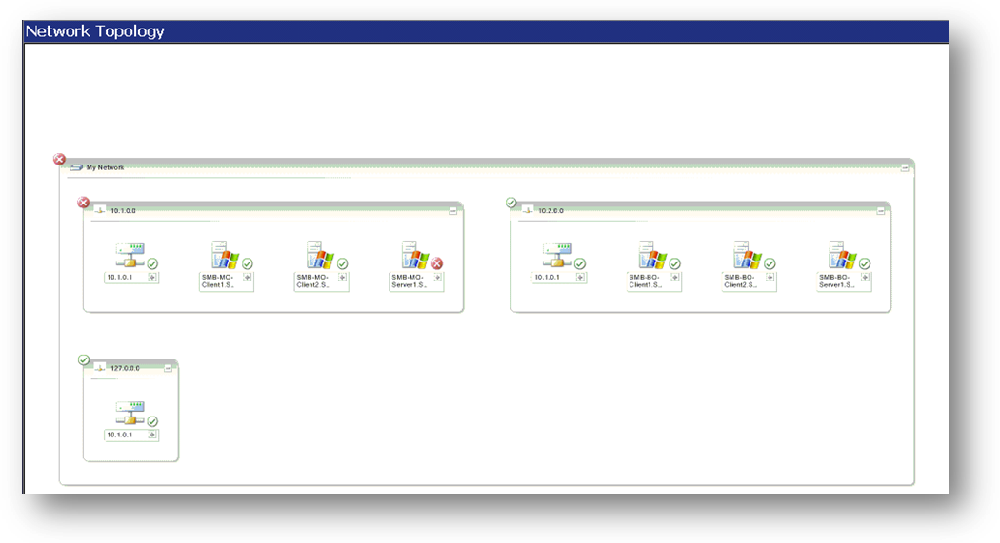 Network Topology
My Network
10.1.0.0
10.2.0.0
10.1.0.1
SMB-MO-
Client1.S...
SMB-MO-
Client2.S...
SMB-MO-
Server1.S...
10.1.0.1
SMB-BO-
Client1.S...
SMB-BO-
Client2.S...
SMB-BO-
Server1.S...
127.0.0.0
10.1.0.1